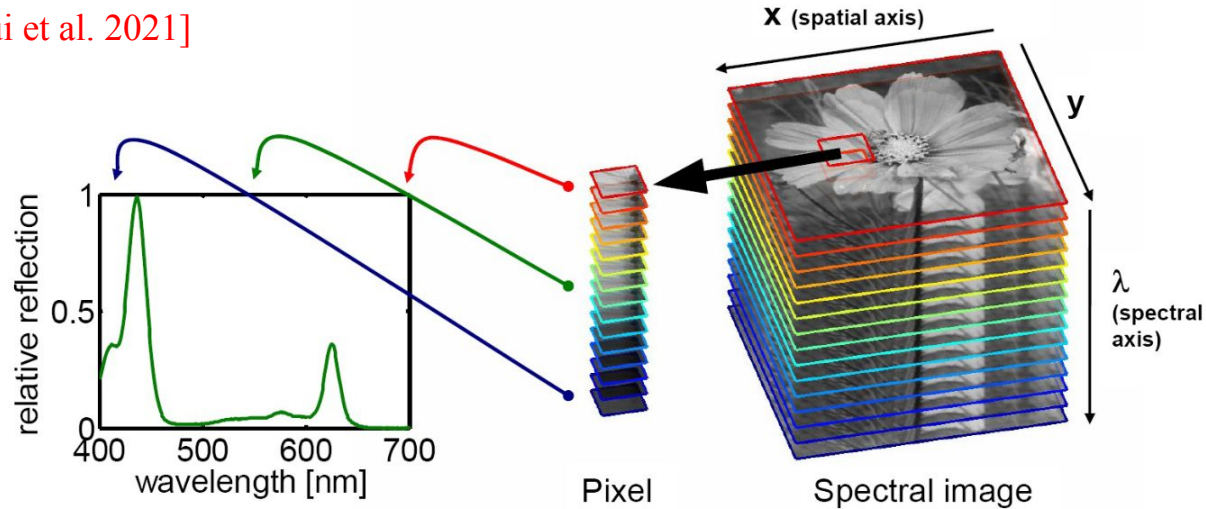 et al. 2021]
x (spatial axis)
y
λ
(spectral
axis)
relative reflection
1
0.5
0
400 500 600 700
wavelength [nm]
Pixel
Spectral image